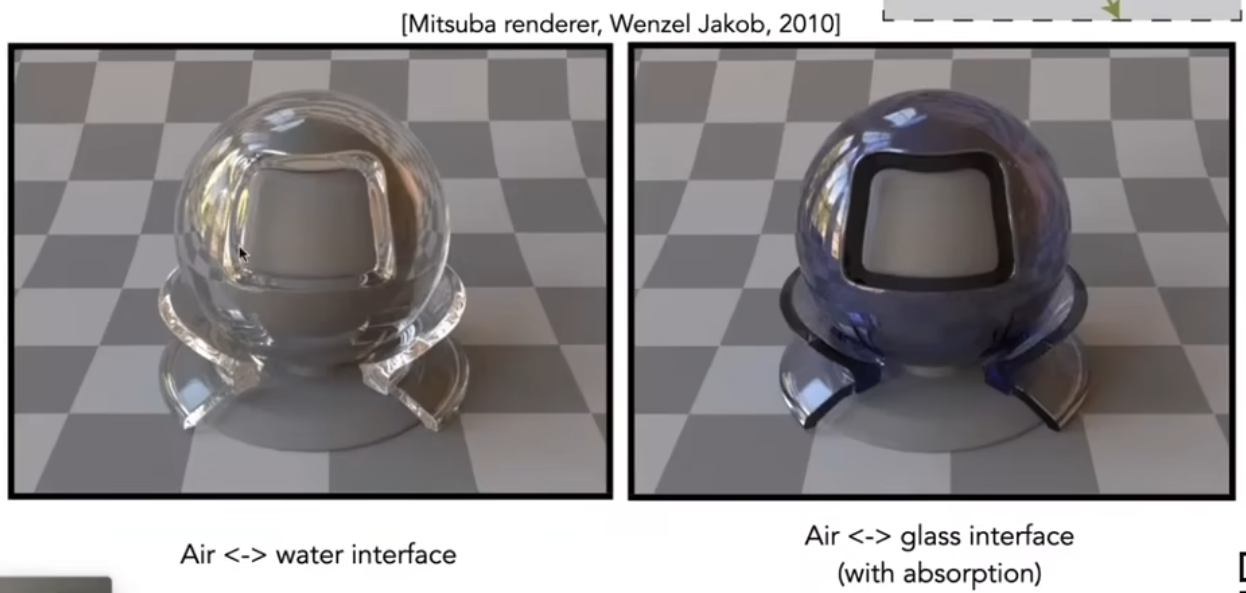 [Mitsuba renderer, Wenzel Jakob, 2010]
Air <-> water interface
Air <-> glass interface
(with absorption)